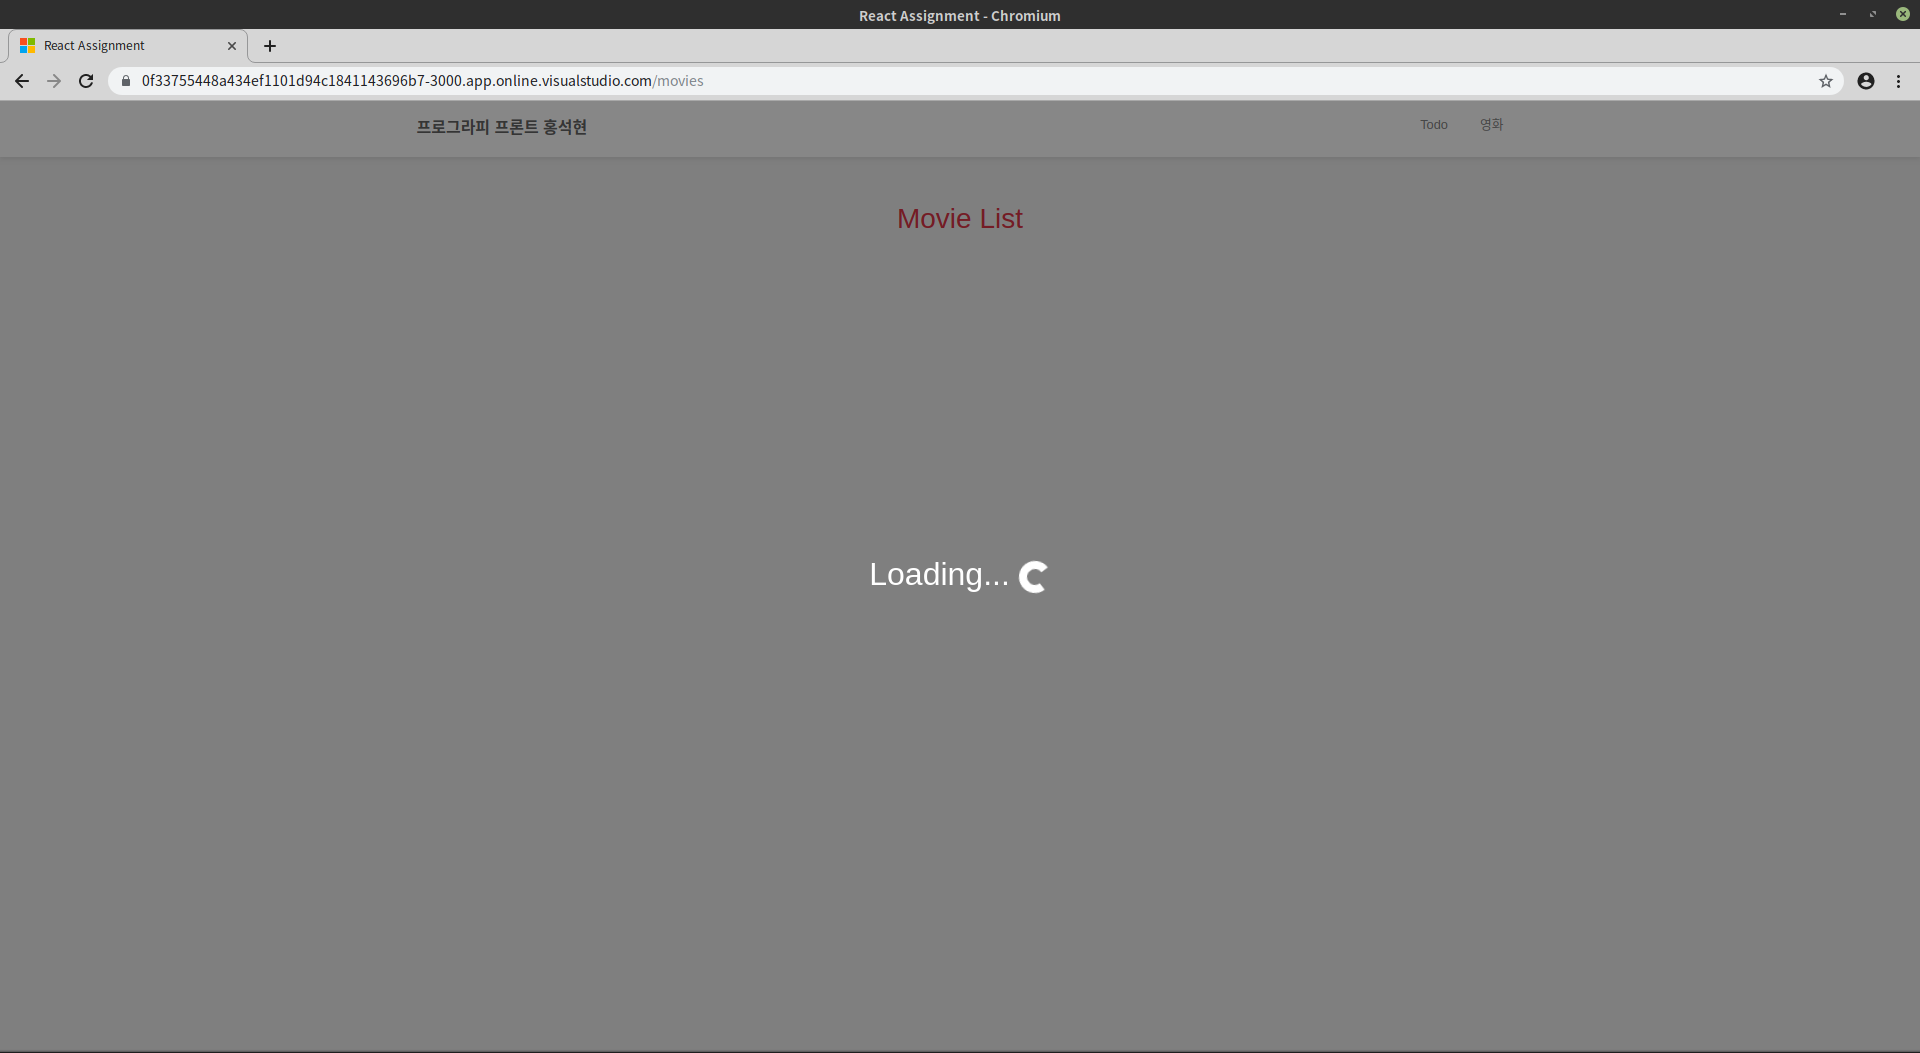 React Assignment - Chromium
React Assignment
0f33755448a434ef1101d94c1841143696b7-3000.app.online.visualstudio.com/movies
프로그라피 프론트 홍석현 Todo 영화
Movie List
Loading...